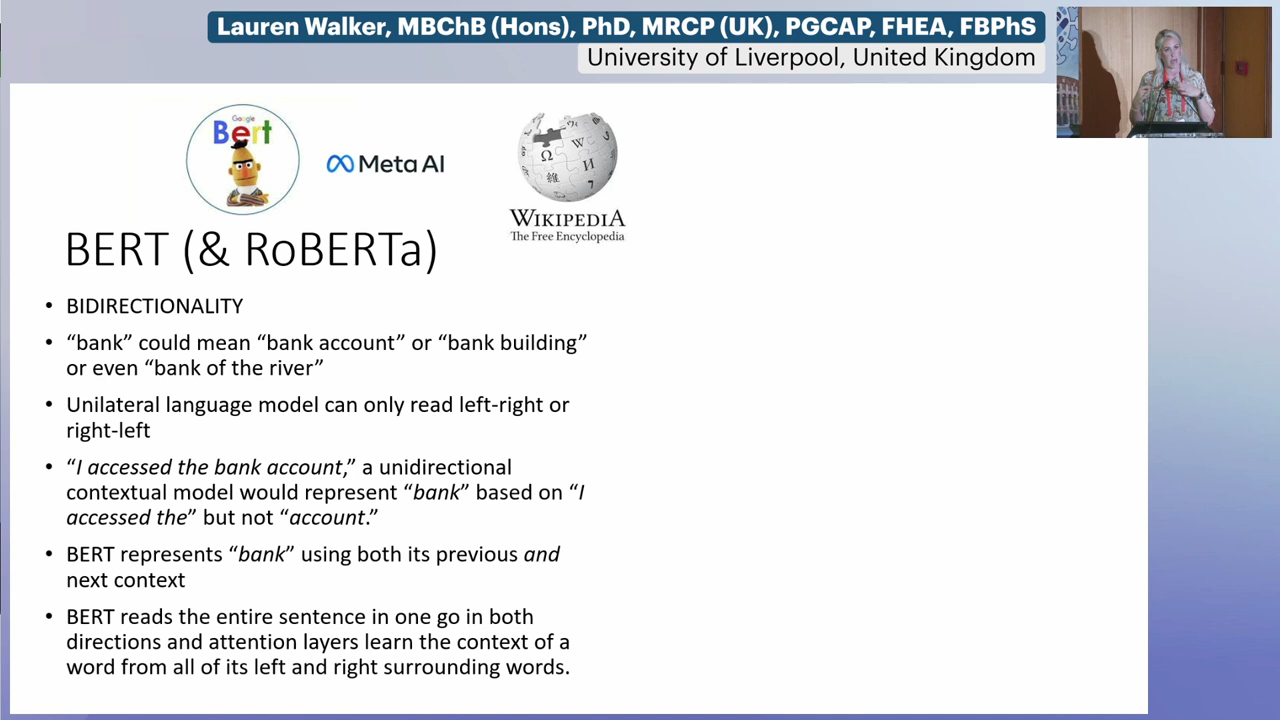 Lauren Walker, MBChB (Hons), PhD, MRCP (UK), PGCAP, FHEA, FBPhS
University of Liverpool, United Kingdom
Google
Bert
Meta AI
Ω
W
И
維
WIKIPEDIA
The Free Encyclopedia
BERT (& RoBERTa)
• BIDIRECTIONALITY
• “bank” could mean “bank account” or “bank building”
or even “bank of the river”
• Unilateral language model can only read left-right or
right-left
• “I accessed the bank account,” a unidirectional
contextual model would represent “bank” based on “I
accessed the” but not “account.”
• BERT represents “bank” using both its previous and
next context
• BERT reads the entire sentence in one go in both
directions and attention layers learn the context of a
word from all of its left and right surrounding words.